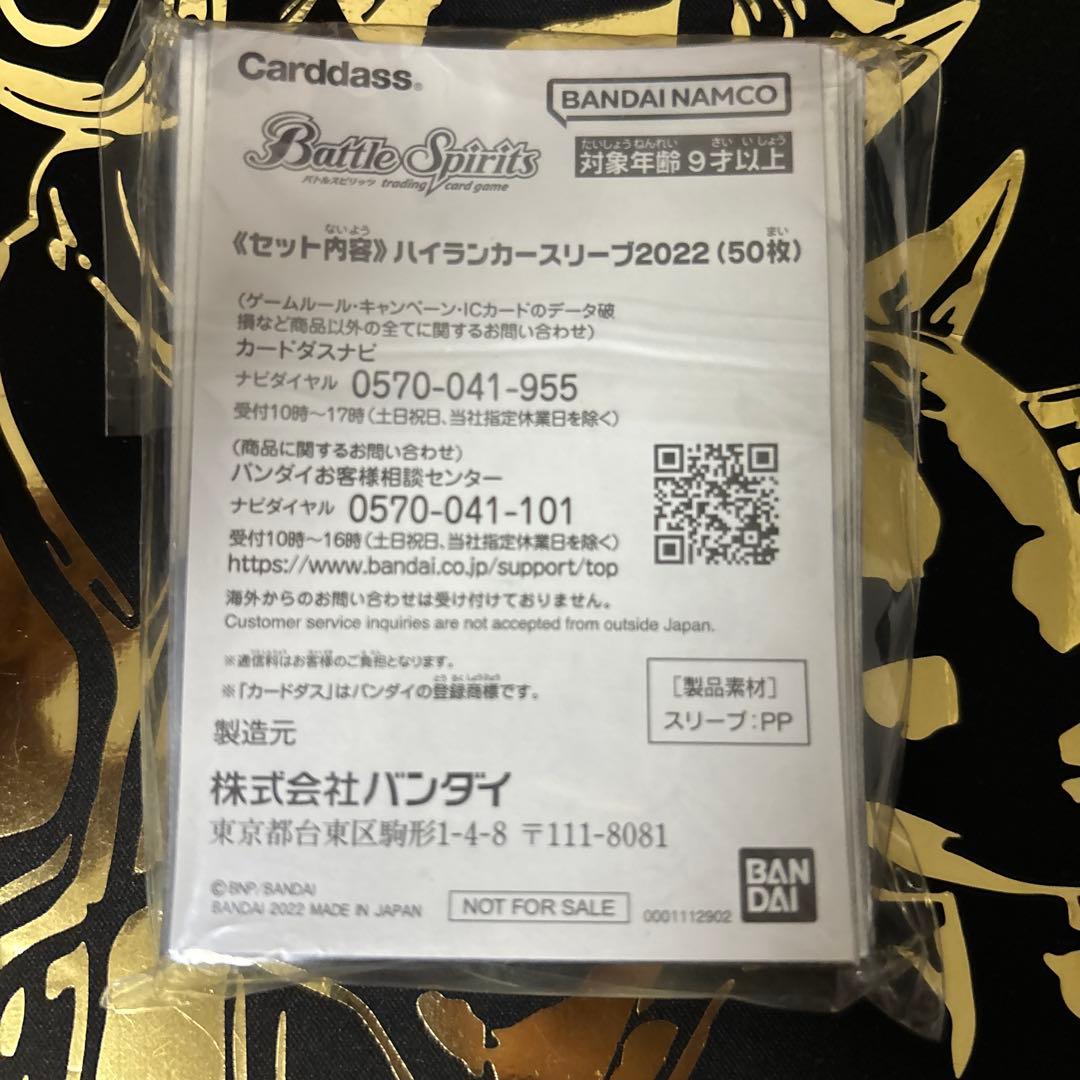 Carddass®
BANDAI NAMCO
Battle Spirits
バトルスピリッツ trading card game
たいしょうねんれい さいいじょう
対象年齢 9才以上
ないよう まい
《セット内容》ハイランカースリーブ2022(50枚)
(ゲームルール・キャンペーン・ICカードのデータ破
損など商品以外の全てに関するお問い合わせ)
カードダスナビ
ナビダイヤル 0570-041-955
受付10時～17時(土日祝日、当社指定休業日を除く)
(商品に関するお問い合わせ)
バンダイお客様相談センター
ナビダイヤル 0570-041-101
受付10時～16時(土日祝日、当社指定休業日を除く)
https://www.bandai.co.jp/support/top
海外からのお問い合わせは受け付けておりません。
Customer service inquiries are not accepted from outside Japan.
※通信料はお客様のご負担となります。
※「カードダス」はバンダイの登録商標です。
[製品素材]
スリーブ:PP
製造元
株式会社バンダイ
東京都台東区駒形1-4-8 〒111-8081
©BNP/BANDAI
BANDAI 2022 MADE IN JAPAN
NOT FOR SALE
0001112902
BAN
DAI